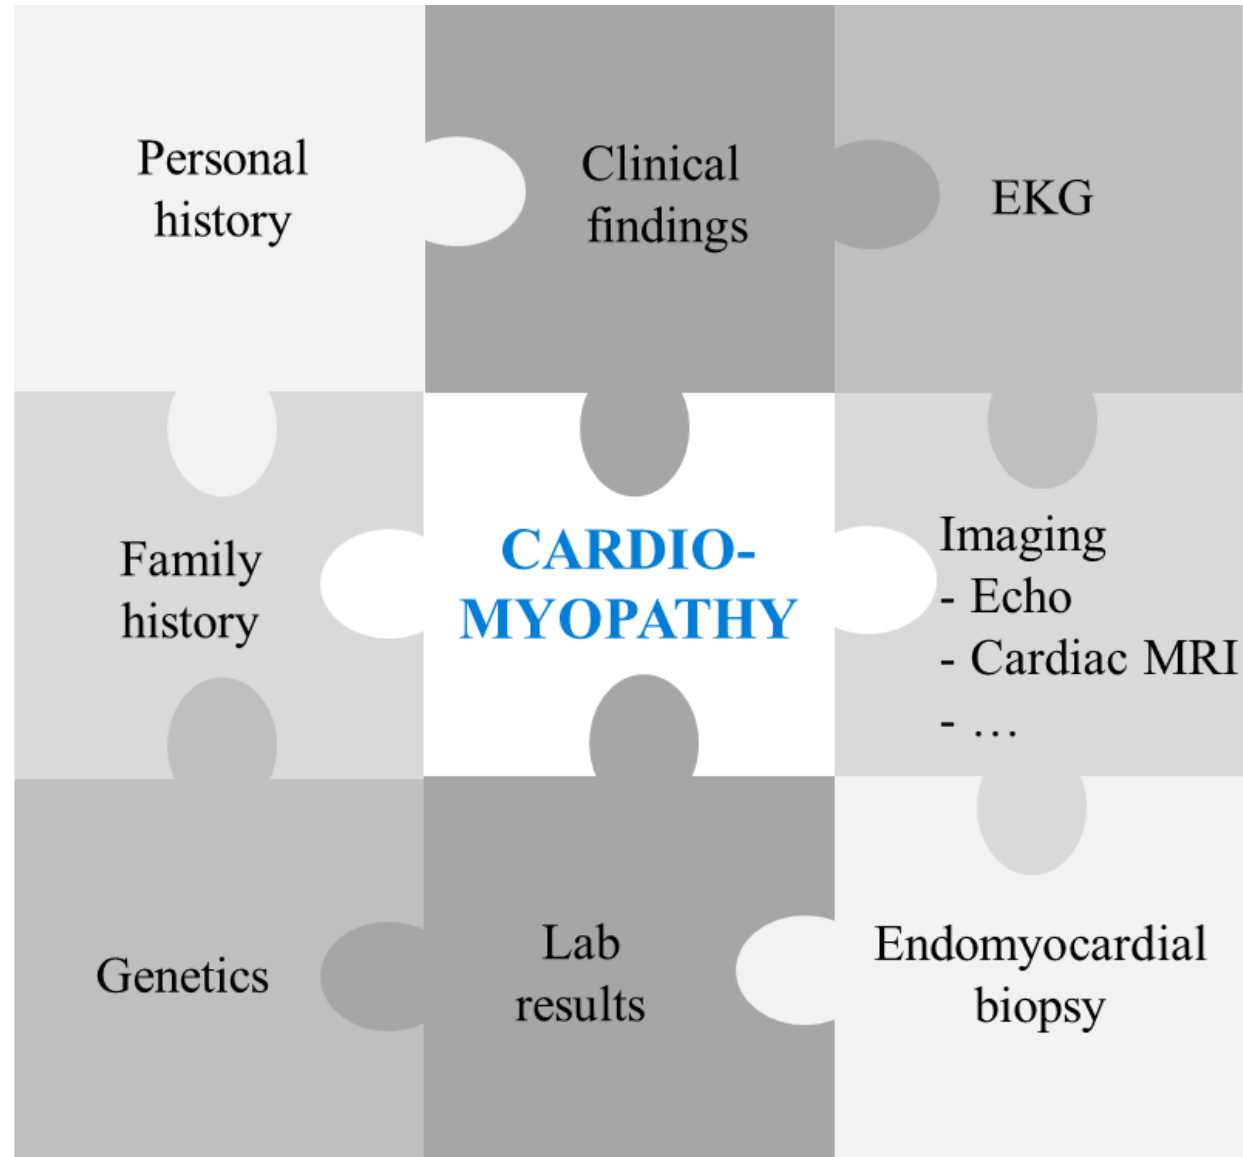 Personal
history
Clinical
findings
EKG
Family
history
CARDIO-
MYOPATHY
Imaging
- Echo
- Cardiac MRI
- …
Genetics
Lab
results
Endomyocardial
biopsy